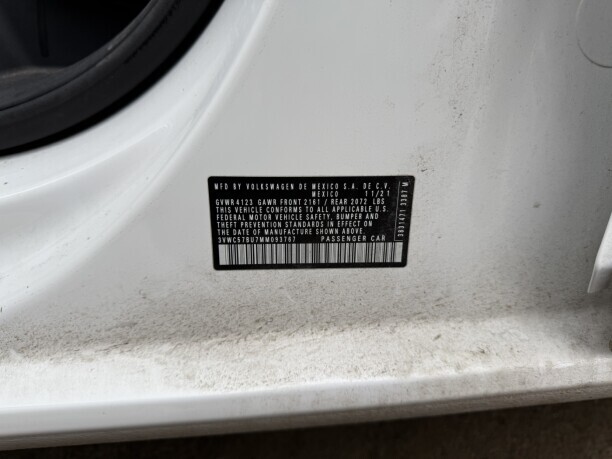 MFD BY VOLKSWAGEN DE MEXICO S.A. DE C.V.
MEXICO 11/21
GVWR 4123 GAWR FRONT 2161 / REAR 2072 LBS
THIS VEHICLE CONFORMS TO ALL APPLICABLE U.S.
FEDERAL MOTOR VEHICLE SAFETY, BUMPER AND
THEFT PREVENTION STANDARDS IN EFFECT ON
THE DATE OF MANUFACTURE SHOWN ABOVE.
3VWC57BU7MM093767 PASSENGER CAR